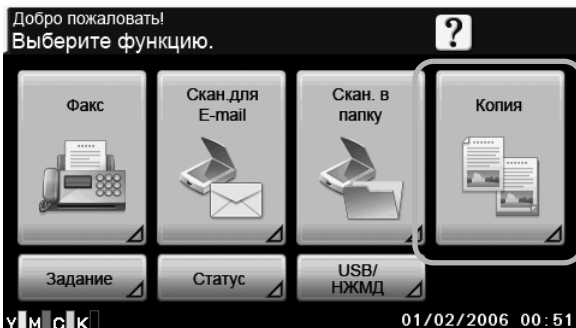 Добро пожаловать!
Выберите функцию.
?
Факс
Скан.для
E-mail
Скан. в
папку
Копия
Задание
Статус
USB/
НЖМД
Y M C K
01/02/2006 00:51